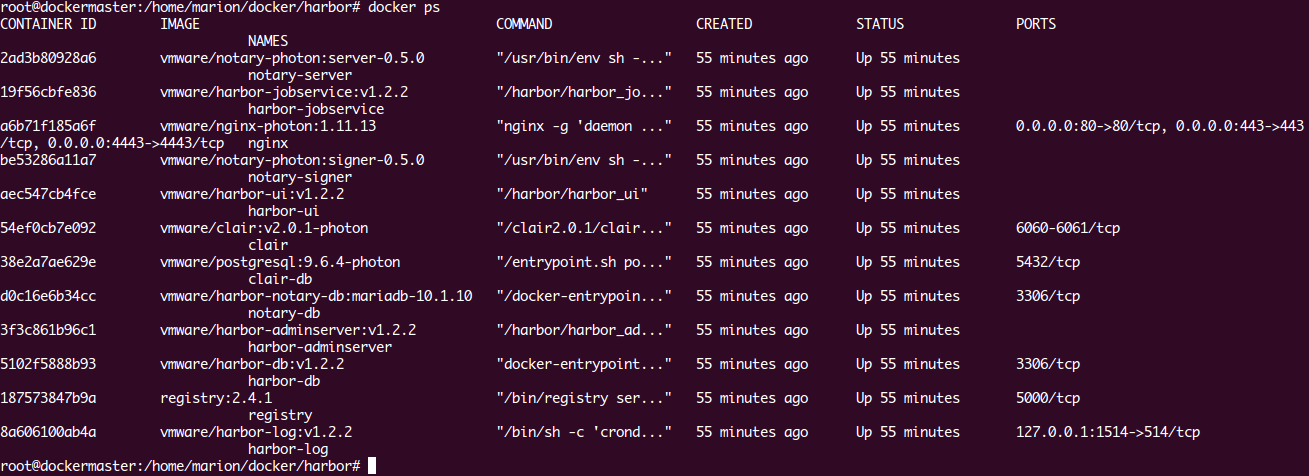 root@dockermaster:/home/marion/docker/harbor# docker ps
CONTAINER ID        IMAGE                                     COMMAND                  CREATED             STATUS              PORTS
                               NAMES
2ad3b80928a6        vmware/notary-photon:server-0.5.0         "/usr/bin/env sh -..."   55 minutes ago      Up 55 minutes
                               notary-server
19f56cbfe836        vmware/harbor-jobservice:v1.2.2           "/harbor/harbor_jo..."   55 minutes ago      Up 55 minutes
                               harbor-jobservice
a6b71f185a6f        vmware/nginx-photon:1.11.13               "nginx -g 'daemon ..."   55 minutes ago      Up 55 minutes       0.0.0.0:80->80/tcp, 0.0.0.0:443->443
/tcp, 0.0.0.0:4443->4443/tcp   nginx
be53286a11a7        vmware/notary-photon:signer-0.5.0         "/usr/bin/env sh -..."   55 minutes ago      Up 55 minutes
                               notary-signer
aec547cb4fce        vmware/harbor-ui:v1.2.2                   "/harbor/harbor_ui"      55 minutes ago      Up 55 minutes
                               harbor-ui
54ef0cb7e092        vmware/clair:v2.0.1-photon                "/clair2.0.1/clair..."   55 minutes ago      Up 55 minutes       6060-6061/tcp
                               clair
38e2a7ae629e        vmware/postgresql:9.6.4-photon            "/entrypoint.sh po..."   55 minutes ago      Up 55 minutes       5432/tcp
                               clair-db
d0c16e6b34cc        vmware/harbor-notary-db:mariadb-10.1.10   "/docker-entrypoin..."   55 minutes ago      Up 55 minutes       3306/tcp
                               notary-db
3f3c861b96c1        vmware/harbor-adminserver:v1.2.2          "/harbor/harbor_ad..."   55 minutes ago      Up 55 minutes
                               harbor-adminserver
5102f5888b93        vmware/harbor-db:v1.2.2                   "docker-entrypoint..."   55 minutes ago      Up 55 minutes       3306/tcp
                               harbor-db
187573847b9a        registry:2.4.1                            "/bin/registry ser..."   55 minutes ago      Up 55 minutes       5000/tcp
                               registry
8a606100ab4a        vmware/harbor-log:v1.2.2                  "/bin/sh -c 'crond..."   55 minutes ago      Up 55 minutes       127.0.0.1:1514->514/tcp
                               harbor-log
root@dockermaster:/home/marion/docker/harbor#